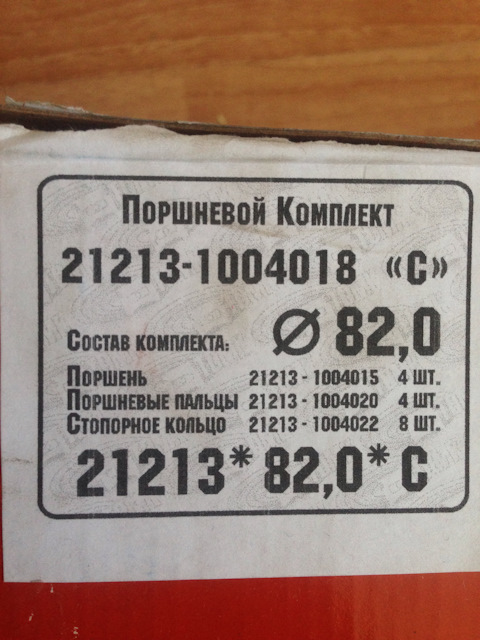 Поршневой Комплект
21213-1004018 «С»
Состав комплекта: Ø 82,0
Поршень 21213 - 1004015 4 шт.
Поршневые пальцы 21213 - 1004020 4 шт.
Стопорное кольцо 21213 - 1004022 8 шт.
21213* 82,0* С